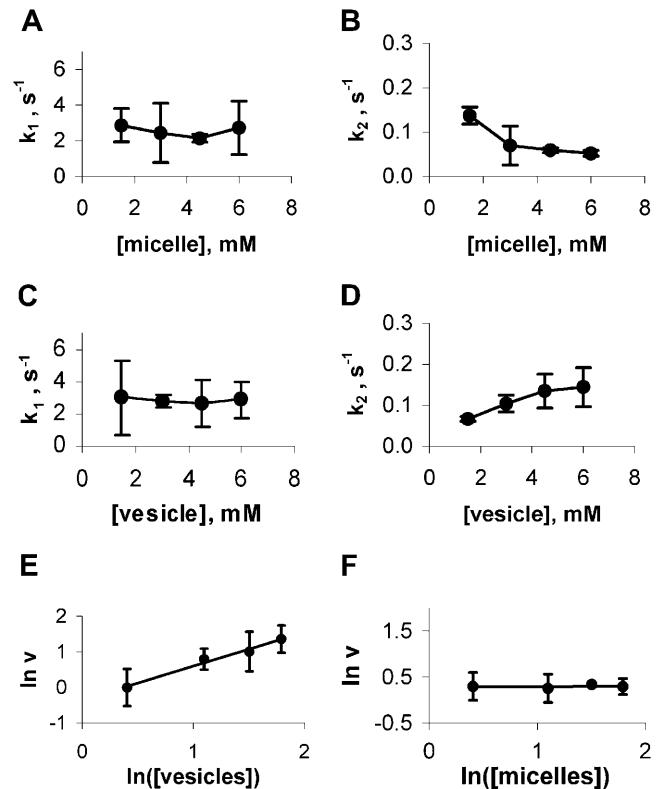 A
k₁ , s⁻¹
6
4
2
0
0 2 4 6 8
[micelle], mM
B
k₂ , s⁻¹
0.3
0.2
0.1
0.0
0 2 4 6 8
[micelle], mM
C
k₁ , s⁻¹
6
4
2
0
0 2 4 6 8
[vesicle], mM
D
k₂ , s⁻¹
0.3
0.2
0.1
0.0
0 2 4 6 8
[vesicle], mM
E
ln v
2
1
0
-1
0 1 2
ln([vesicles])
F
ln v
1.5
0.5
-0.5
0 1 2
ln([micelles])